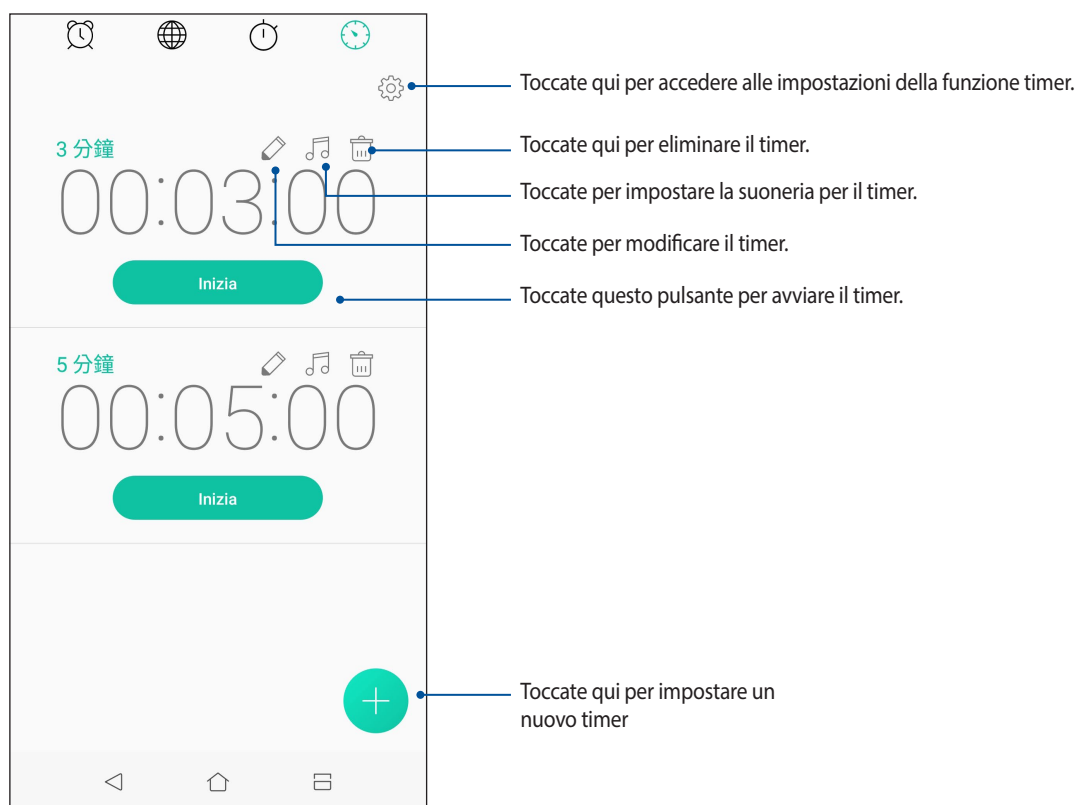 Toccate qui per accedere alle impostazioni della funzione timer.
3 分鐘
Toccate qui per eliminare il timer.
00:03:00
Toccate per impostare la suoneria per il timer.
Toccate per modificare il timer.
Inizia
Toccate questo pulsante per avviare il timer.
5 分鐘
00:05:00
Inizia
Toccate qui per impostare un
nuovo timer